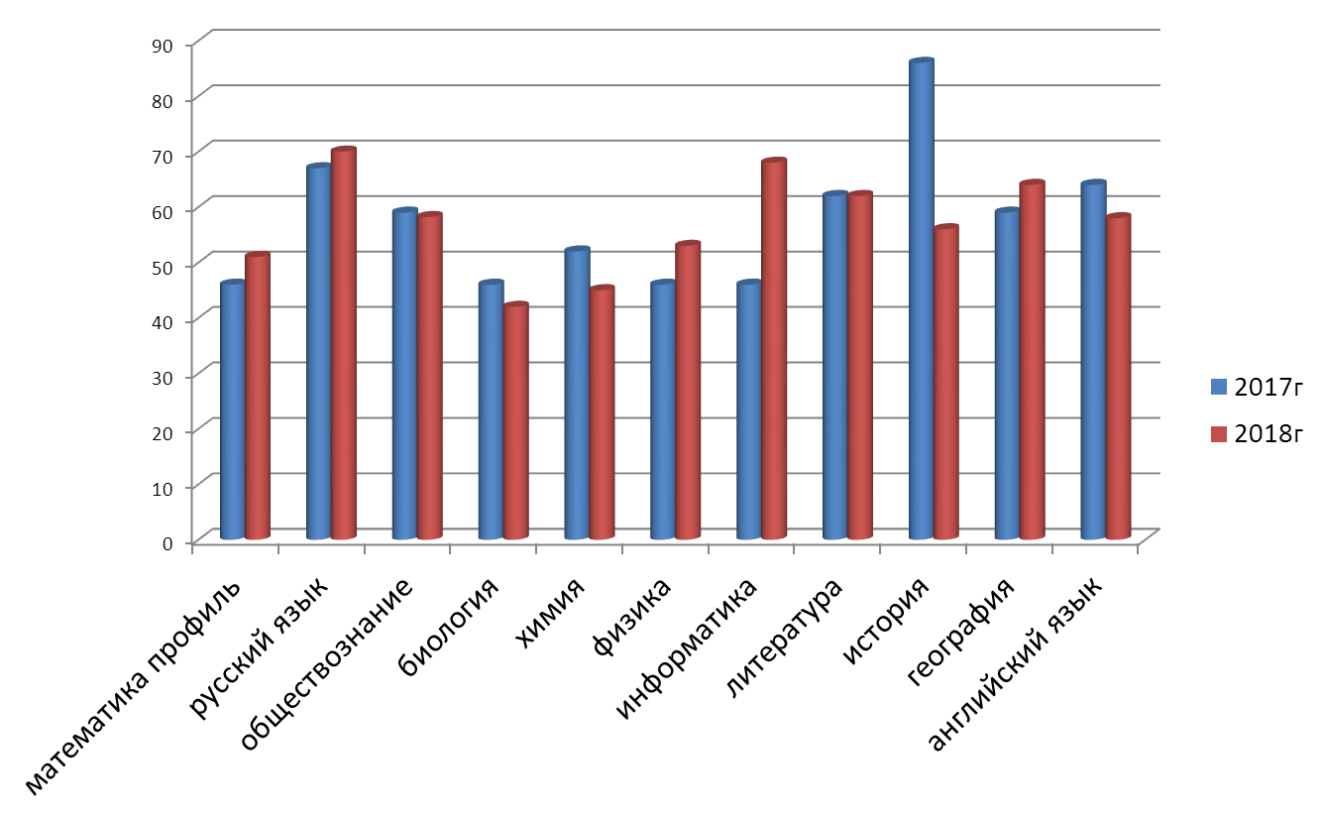 90
80
70
60
50
40
30
20
10
0
математика профиль
русский язык
обществознание
биология
химия
физика
информатика
литература
история
география
английский язык
2017г
2018г